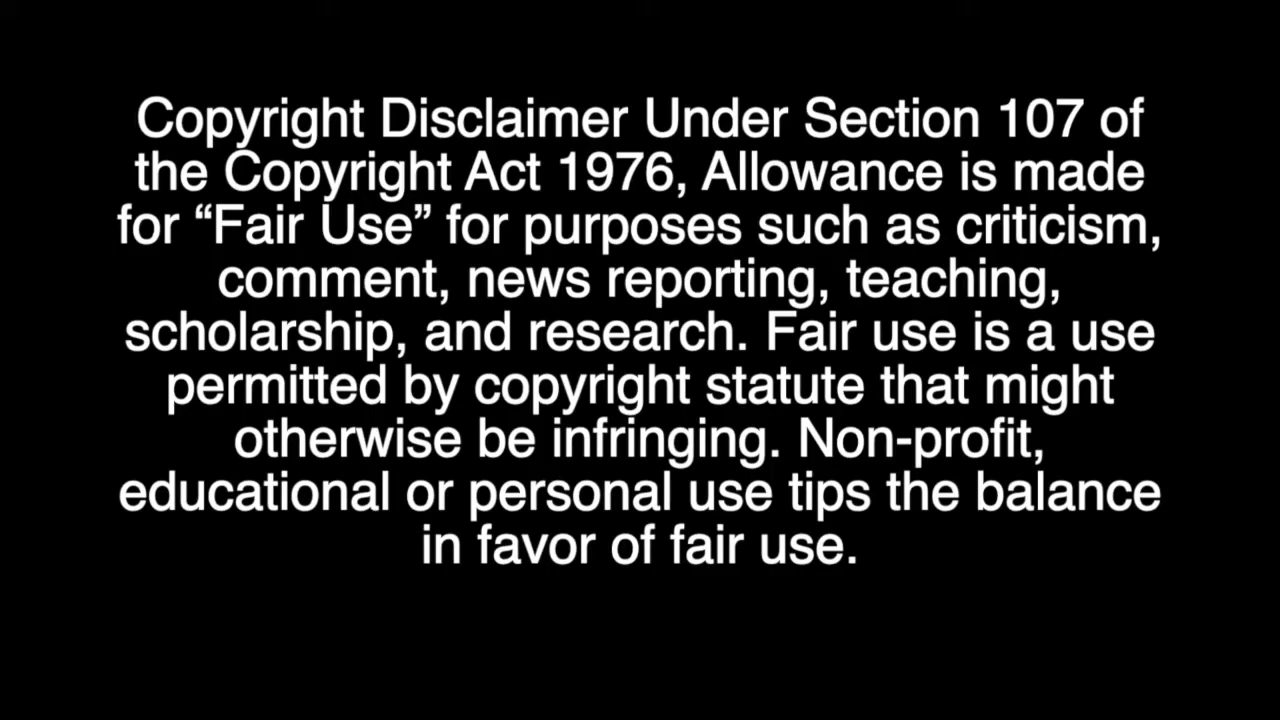 Copyright Disclaimer Under Section 107 of
the Copyright Act 1976, Allowance is made
for “Fair Use” for purposes such as criticism,
comment, news reporting, teaching,
scholarship, and research. Fair use is a use
permitted by copyright statute that might
otherwise be infringing. Non-profit,
educational or personal use tips the balance
in favor of fair use.